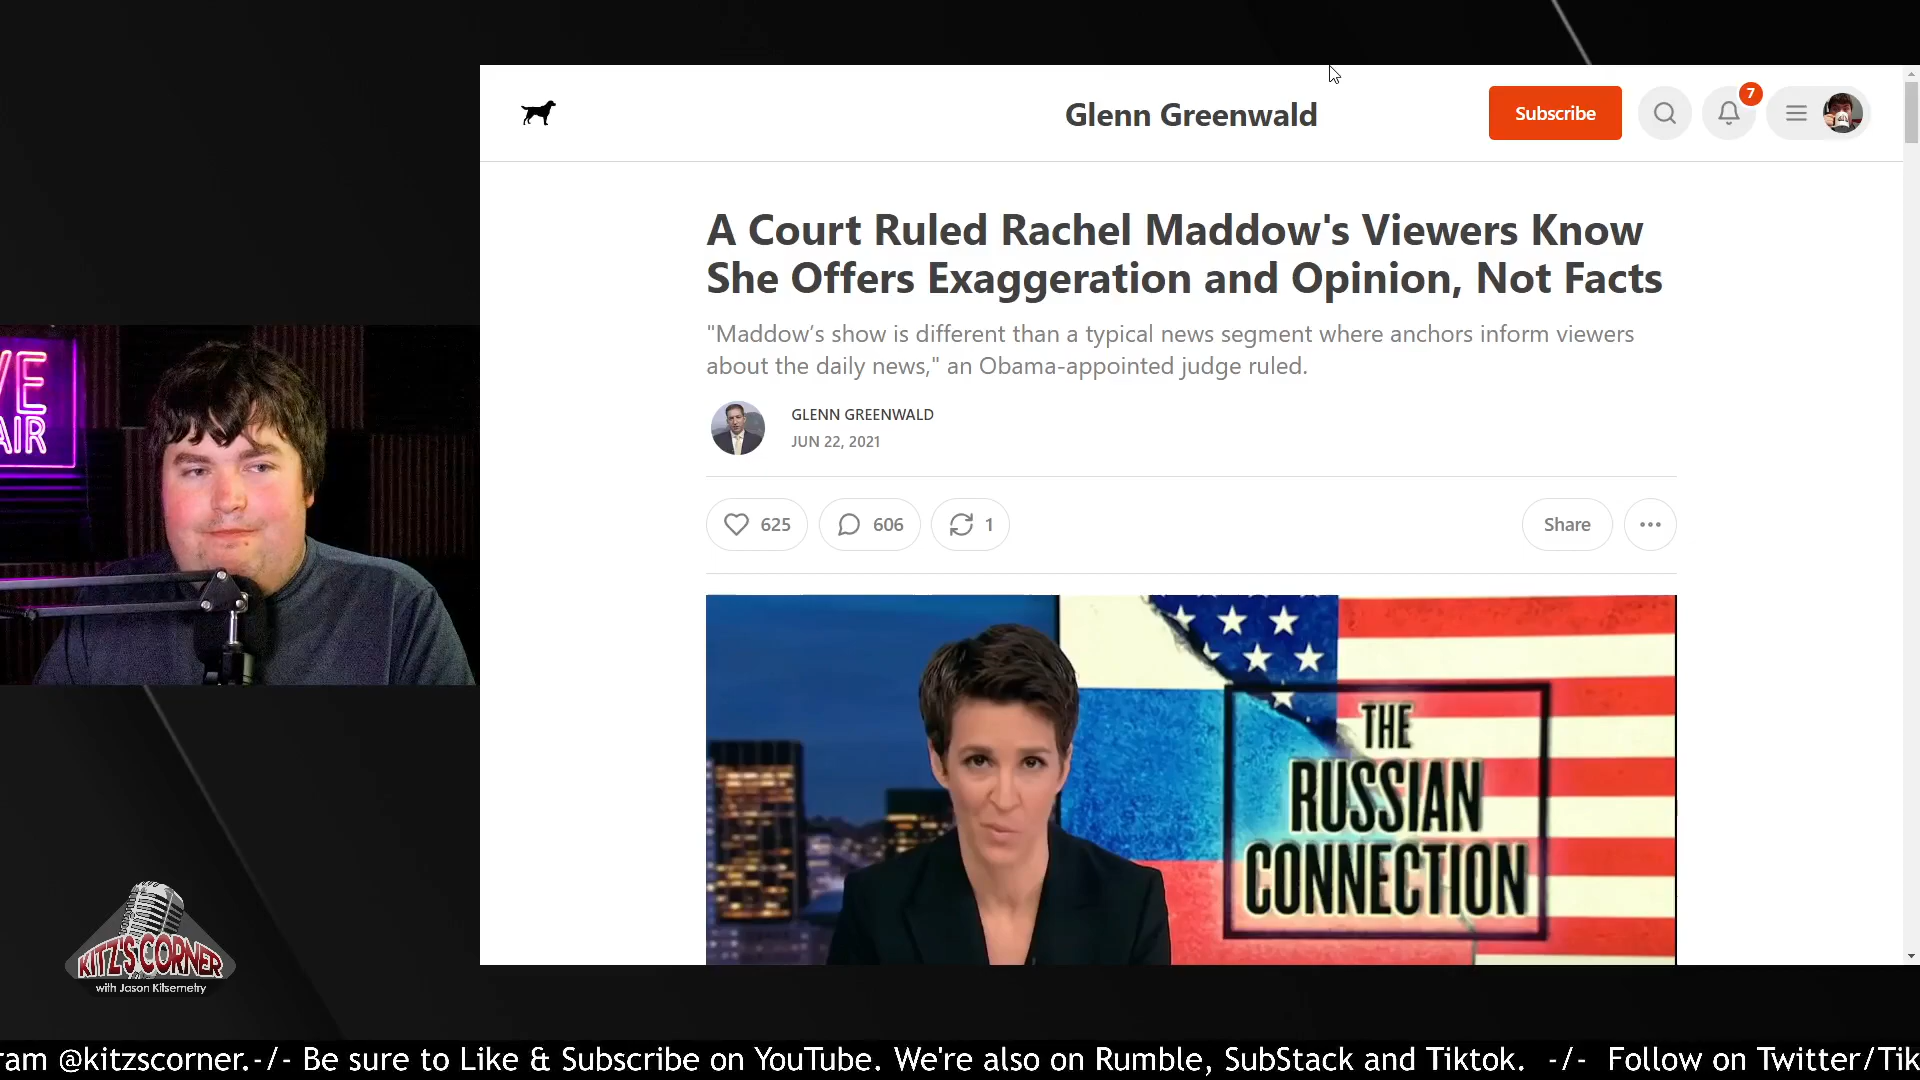 Glenn Greenwald
Subscribe
7
A Court Ruled Rachel Maddow's Viewers Know
She Offers Exaggeration and Opinion, Not Facts
"Maddow’s show is different than a typical news segment where anchors inform viewers
about the daily news," an Obama-appointed judge ruled.
GLENN GREENWALD
JUN 22, 2021
625
606
1
Share
VE
AIR
THE
RUSSIAN
CONNECTION
KITZ'S CORNER
with Jason Kitsemetry
ram @kitzscorner.-/- Be sure to Like & Subscribe on YouTube. We're also on Rumble, SubStack and Tiktok. -/- Follow on Twitter/Tik